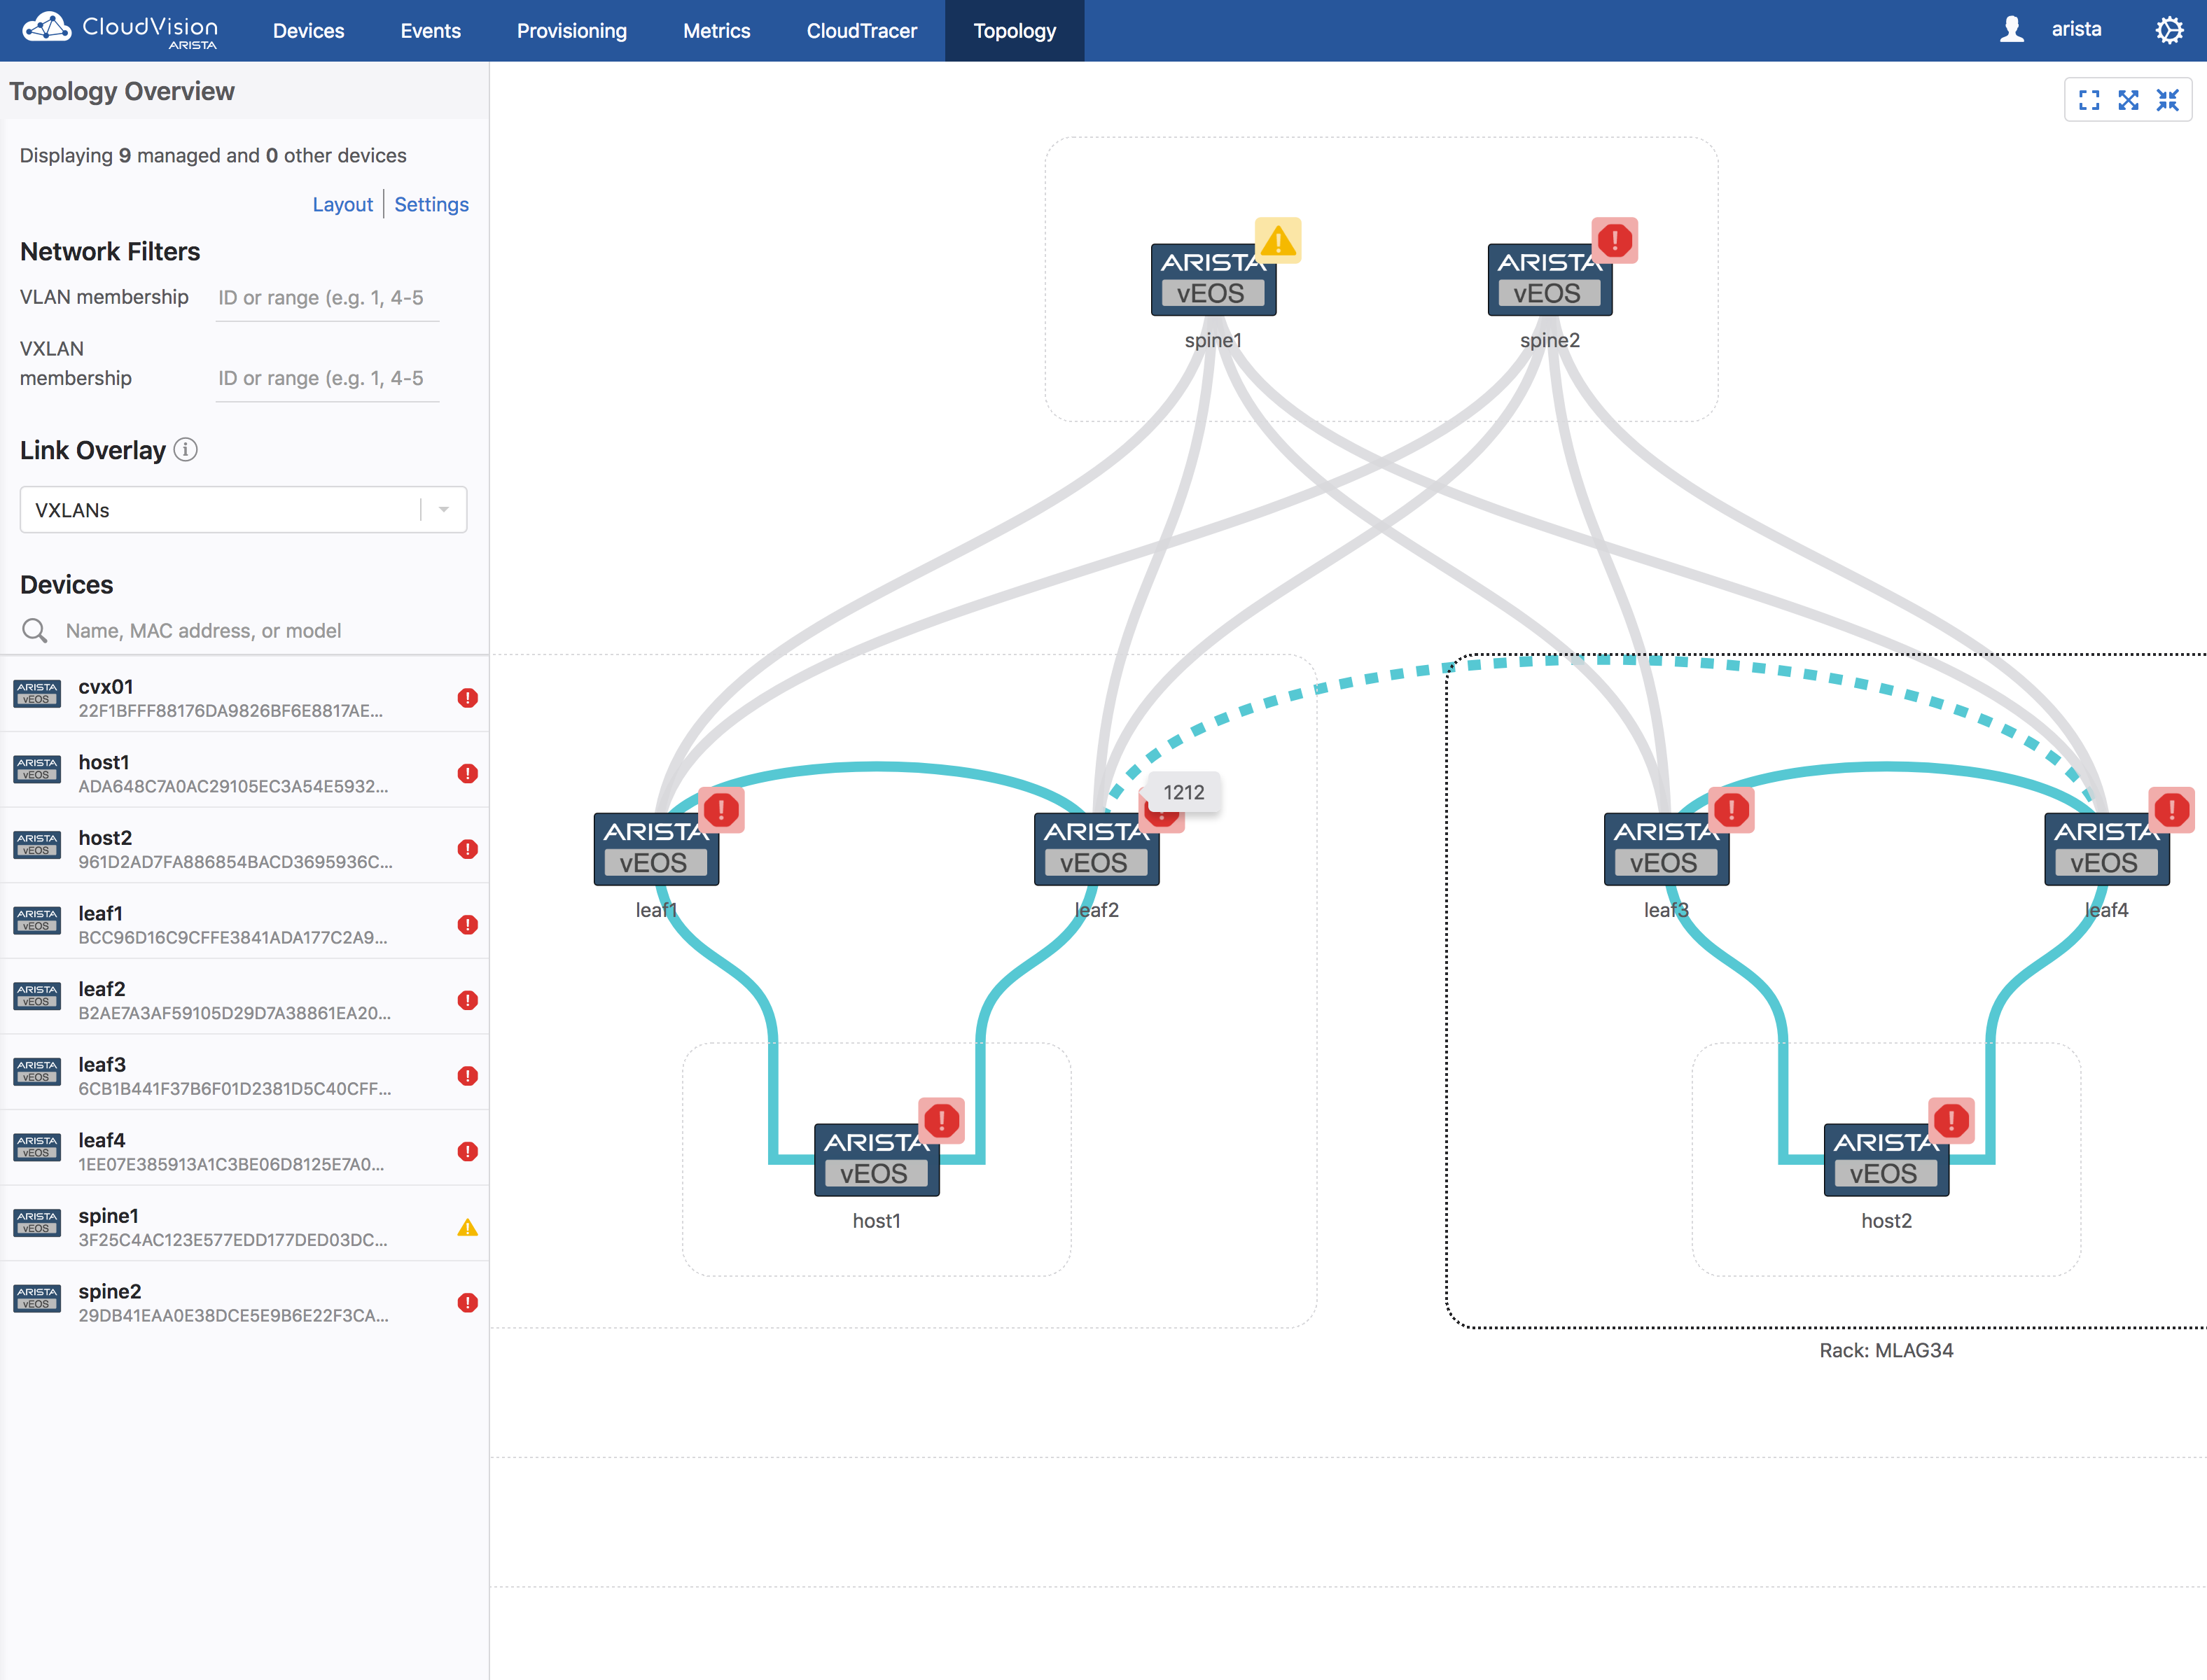 CloudVision
ARISTA
Devices
Events
Provisioning
Metrics
CloudTracer
Topology
arista
Topology Overview
Displaying 9 managed and 0 other devices
Layout
Settings
Network Filters
VLAN membership
ID or range (e.g. 1, 4-5
VXLAN
membership
ID or range (e.g. 1, 4-5
Link Overlay
VXLANs
Devices
Name, MAC address, or model
ARISTA
vEOS
cvx01
22F1BFFF88176DA9826BF6E8817AE...
ARISTA
vEOS
host1
ADA648C7A0AC29105EC3A54E5932...
ARISTA
vEOS
host2
961D2AD7FA886854BACD3695936C...
ARISTA
vEOS
leaf1
BCC96D16C9CFFE3841ADA177C2A9...
ARISTA
vEOS
leaf2
B2AE7A3AF59105D29D7A38861EA20...
ARISTA
vEOS
leaf3
6CB1B441F37B6F01D2381D5C40CFF...
ARISTA
vEOS
leaf4
1EE07E385913A1C3BE06D8125E7A0...
ARISTA
vEOS
spine1
3F25C4AC123E577EDD177DED03DC...
ARISTA
vEOS
spine2
29DB41EAA0E38DCE5E9B6E22F3CA...
ARISTA
vEOS
spine1
ARISTA
vEOS
spine2
1212
ARISTA
vEOS
leaf1
ARISTA
vEOS
leaf2
ARISTA
vEOS
leaf3
ARISTA
vEOS
leaf4
ARISTA
vEOS
host1
ARISTA
vEOS
host2
Rack: MLAG34